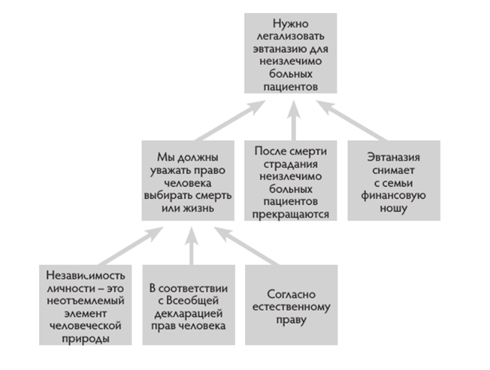 Нужно
легализовать
эвтаназию для
неизлечимо
больных
пациентов
Мы должны
уважать право
человека
выбирать смерть
или жизнь
После смерти
страдания
неизлечимо
больных
пациентов
прекращаются
Эвтаназия
снимает
с семьи
финансовую
ношу
Независимость
личности – это
неотъемлемый
элемент
человеческой
природы
В соответствии
с Всеобщей
декларацией
прав человека
Согласно
естественному
праву